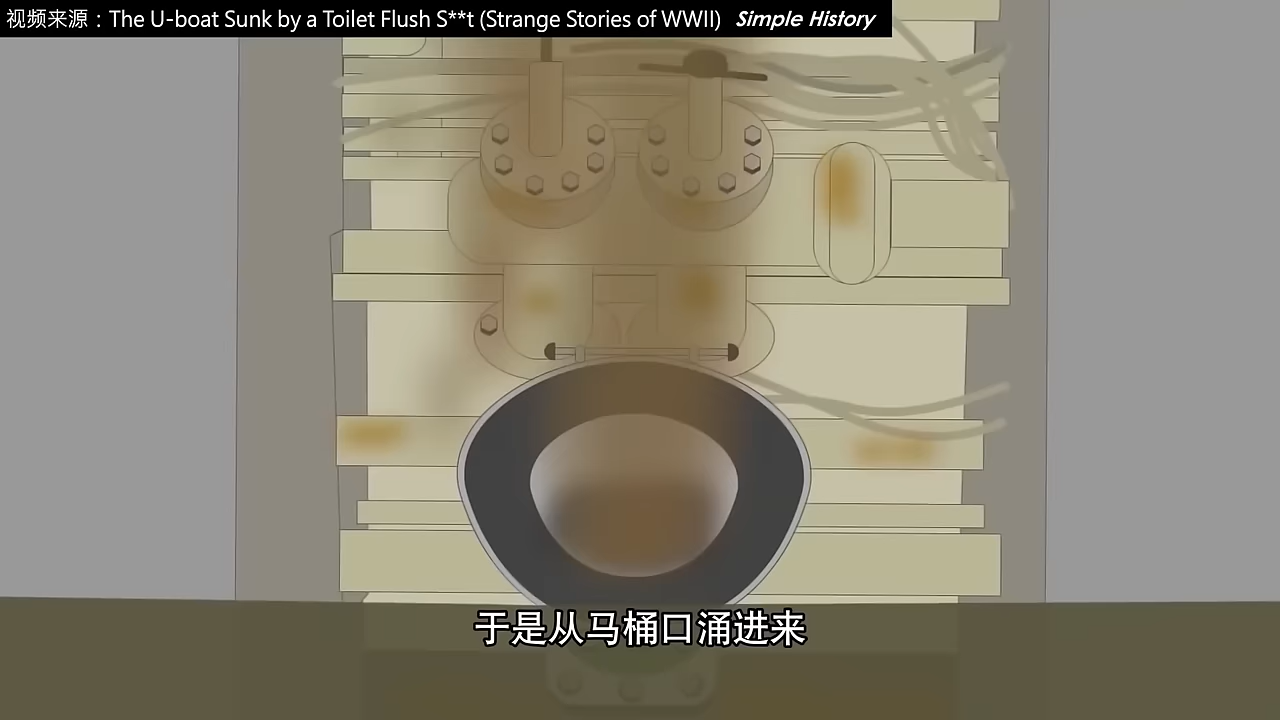 视频来源：The U-boat Sunk by a Toilet Flush S**t (Strange Stories of WWII) Simple History
于是从马桶口涌进来